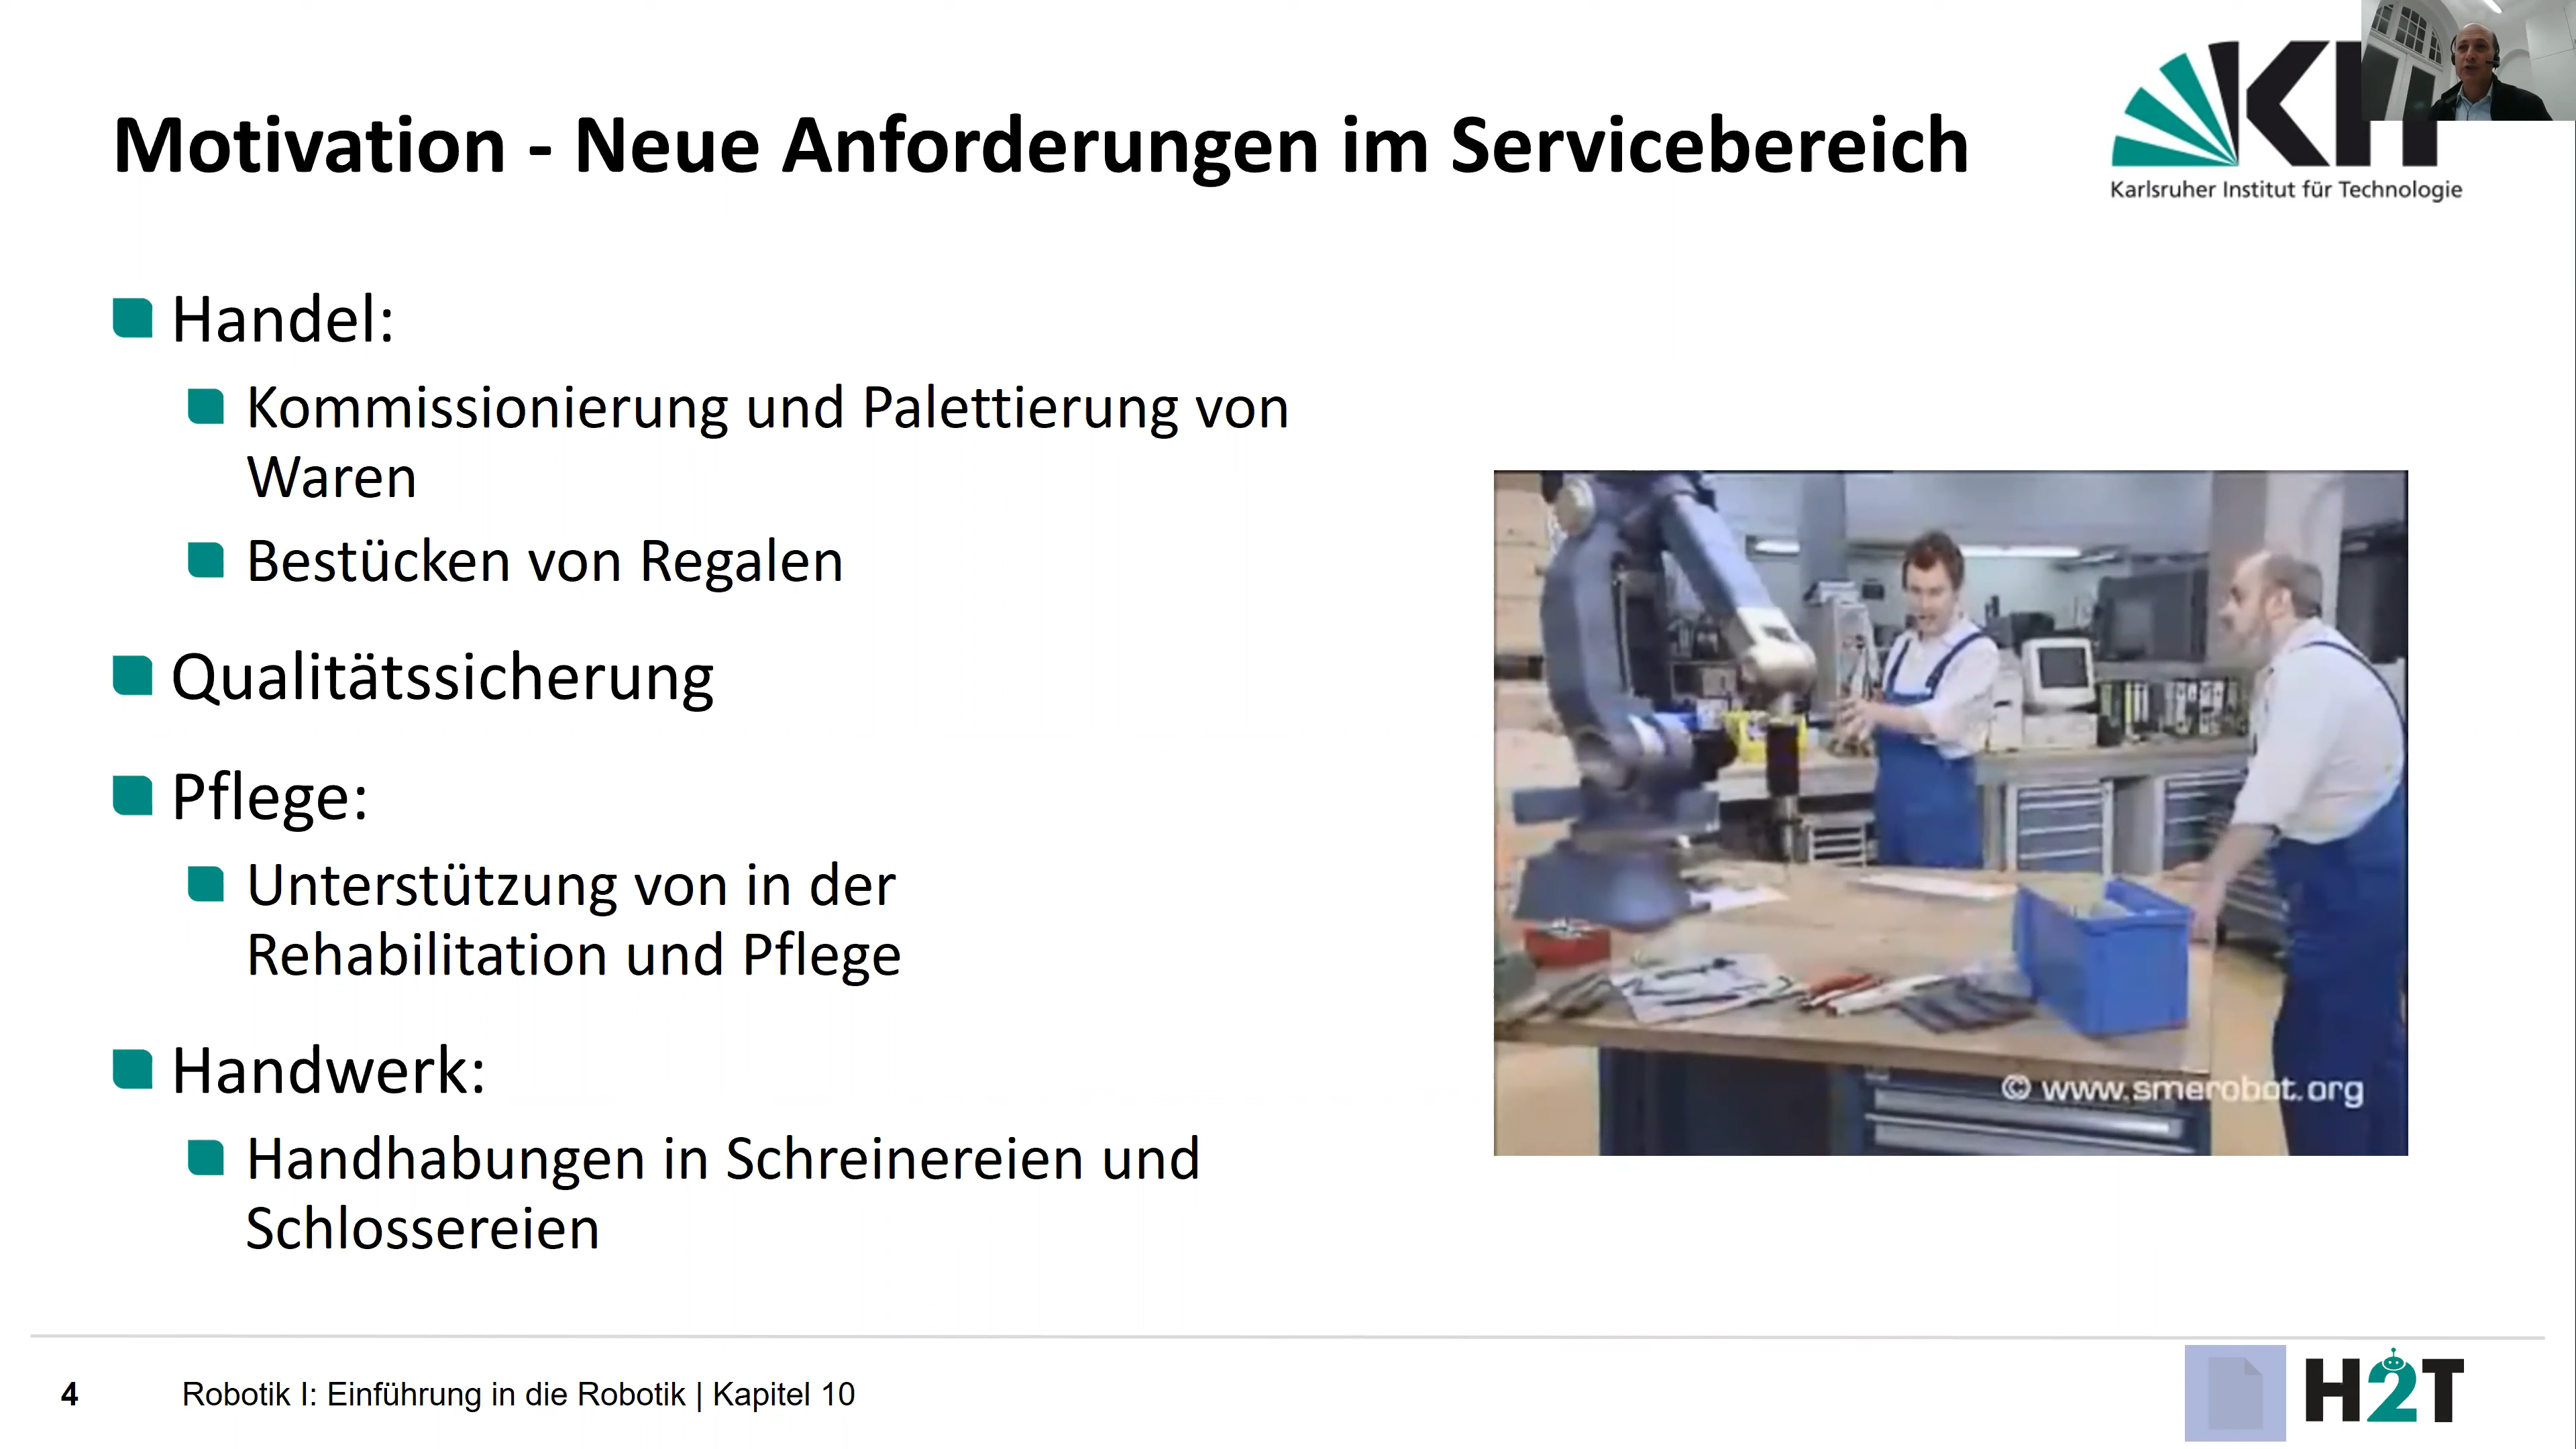 Motivation - Neue Anforderungen im Servicebereich
Karlsruher Institut für Technologie
Handel:
Kommissionierung und Palettierung von
Waren
Bestücken von Regalen
Qualitätssicherung
Pflege:
Unterstützung von in der
Rehabilitation und Pflege
Handwerk:
Handhabungen in Schreinereien und
Schlossereien
© www.smerobot.org
4
Robotik I: Einführung in die Robotik | Kapitel 10
H2T